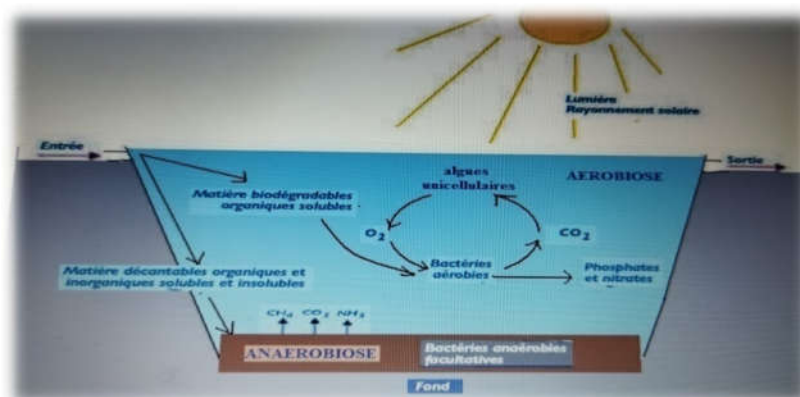 Lumière
Rayonnement solaire
Entrée
Sortie
algues
unicellulaires
AEROBIOSE
Matière biodégradables
organiques solubles
O₂
CO₂
Bactéries
aérobies
Phosphates
et nitrates
Matière décantables organiques et
inorganiques solubles et insolubles
CH₄ CO₂ NH₃
ANAEROBIOSE
Bactéries anaérobies
facultatives
Fond